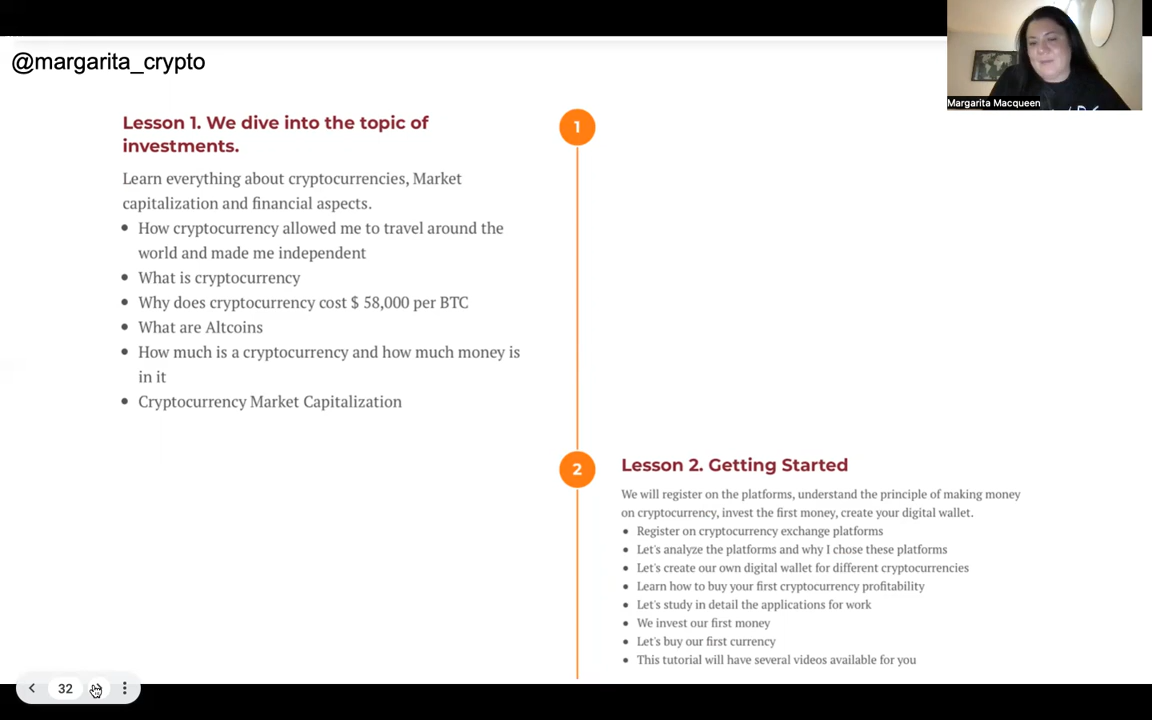 @margarita_crypto
Margarita Macqueen
Lesson 1. We dive into the topic of
investments.
1
Learn everything about cryptocurrencies, Market
capitalization and financial aspects.
• How cryptocurrency allowed me to travel around the
world and made me independent
• What is cryptocurrency
• Why does cryptocurrency cost $ 58,000 per BTC
• What are Altcoins
• How much is a cryptocurrency and how much money is
in it
• Cryptocurrency Market Capitalization
2
Lesson 2. Getting Started
We will register on the platforms, understand the principle of making money
on cryptocurrency, invest the first money, create your digital wallet.
• Register on cryptocurrency exchange platforms
• Let's analyze the platforms and why I chose these platforms
• Let's create our own digital wallet for different cryptocurrencies
• Learn how to buy your first cryptocurrency profitability
• Let's study in detail the applications for work
• We invest our first money
• Let's buy our first currency
• This tutorial will have several videos available for you
32